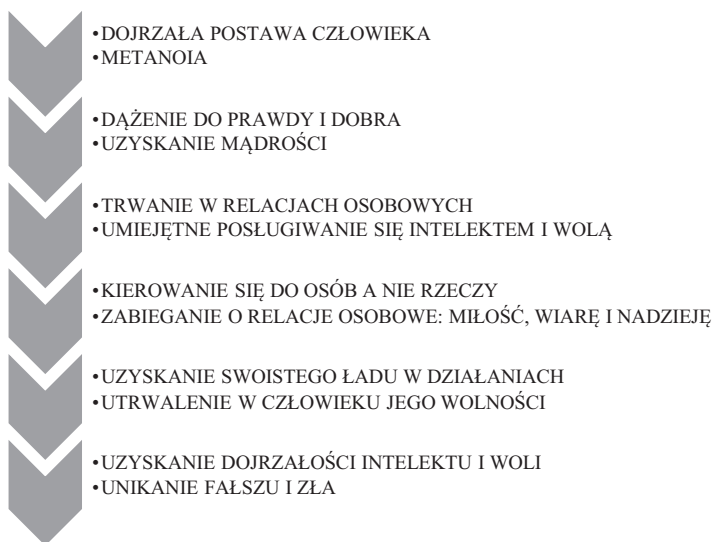 •DOJRZAŁA POSTAWA CZŁOWIEKA
•METANOIA
•DĄŻENIE DO PRAWDY I DOBRA
•UZYSKANIE MĄDROŚCI
•TRWANIE W RELACJACH OSOBOWYCH
•UMIEJĘTNE POSŁUGIWANIE SIĘ INTELEKTEM I WOLĄ
•KIEROWANIE SIĘ DO OSÓB A NIE RZECZY
•ZABIEGANIE O RELACJE OSOBOWE: MIŁOŚĆ, WIARĘ I NADZIEJĘ
•UZYSKANIE SWOISTEGO ŁADU W DZIAŁANIACH
•UTRWALENIE W CZŁOWIEKU JEGO WOLNOŚCI
•UZYSKANIE DOJRZAŁOŚCI INTELEKTU I WOLI
•UNIKANIE FAŁSZU I ZŁA